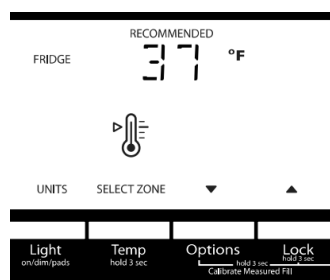 RECOMMENDED
FRIDGE 37 °F
UNITS SELECT ZONE
Light Temp Options Lock
on/dim/pads hold 3 sec hold 3 sec hold 3 sec
Calibrate Measured Fill